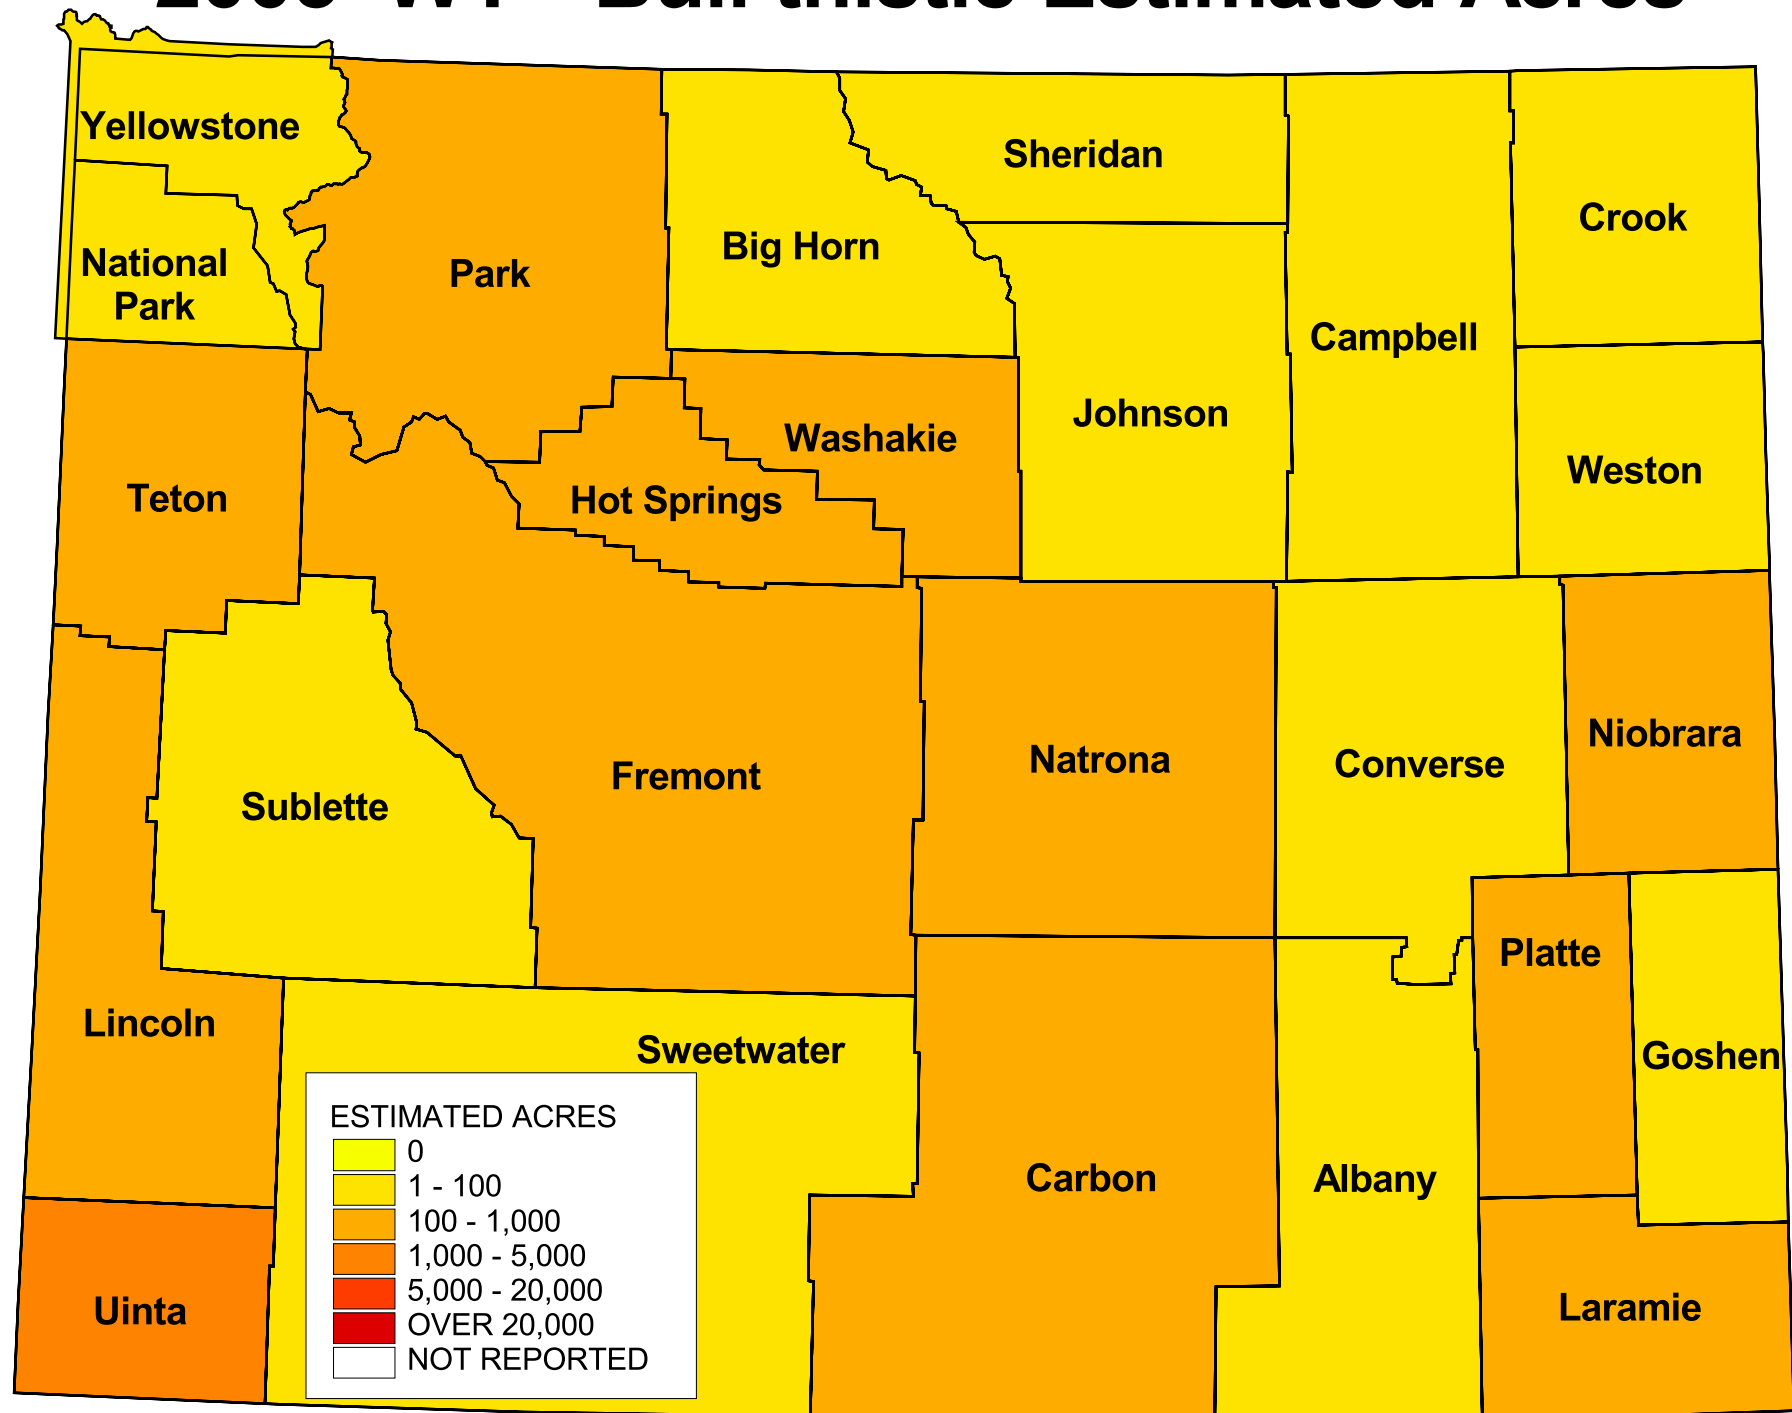 Yellowstone
Sheridan
Crook
Big Horn
National
Park
Park
Campbell
Johnson
Washakie
Weston
Teton
Hot Springs
Niobrara
Natrona
Converse
Fremont
Sublette
Platte
Lincoln
Sweetwater
Goshen
ESTIMATED ACRES
0
1 - 100
100 - 1,000
1,000 - 5,000
5,000 - 20,000
OVER 20,000
NOT REPORTED
Carbon
Albany
Uinta
Laramie